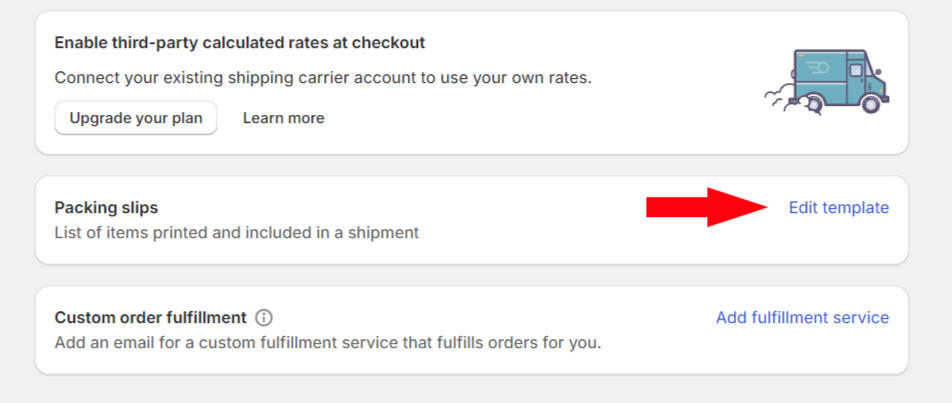 Enable third-party calculated rates at checkout
Connect your existing shipping carrier account to use your own rates.
Upgrade your plan Learn more
Packing slips Edit template
List of items printed and included in a shipment
Custom order fulfillment Add fulfillment service
Add an email for a custom fulfillment service that fulfills orders for you.